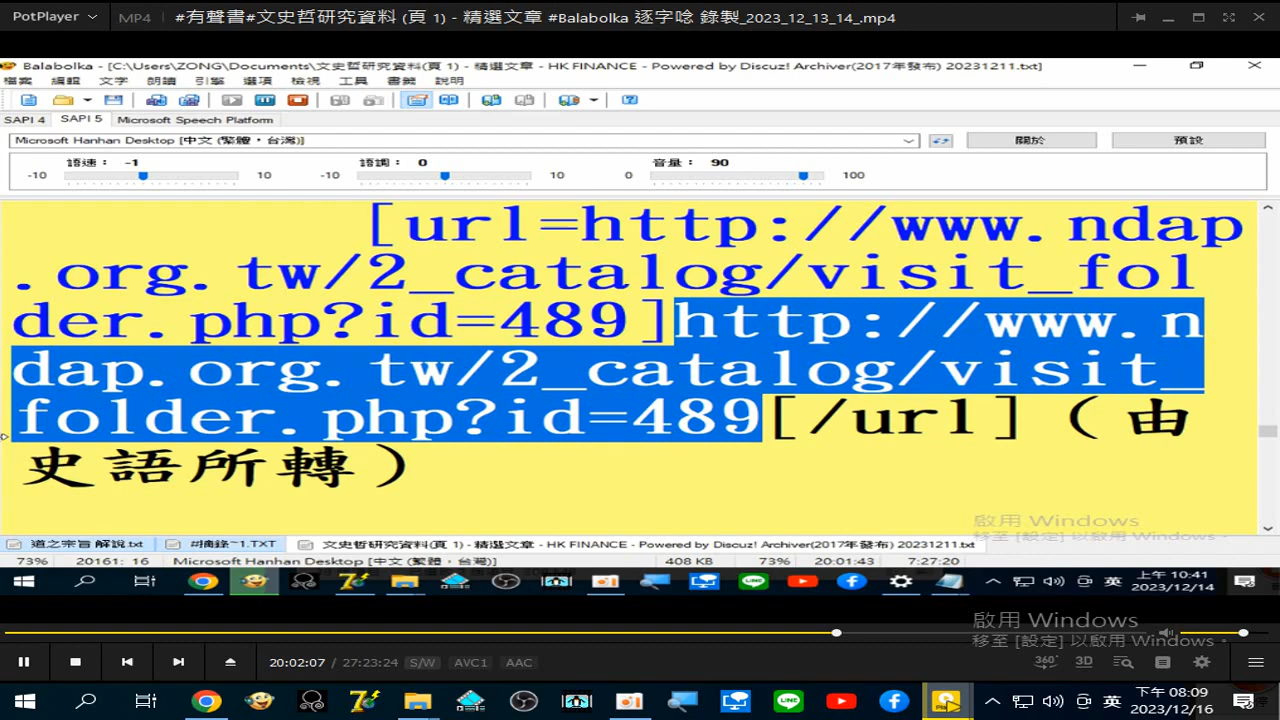 PotPlayer MP4 #有聲書#文史哲研究資料 (頁 1) - 精選文章 #Balabolka 逐字唸 錄製_2023_12_13_14_.mp4
Balabolka - [C:\Users\ZONG\Documents\文史哲研究資料(頁 1) - 精選文章 - HK FINANCE - Powered by Discuz! Archiver(2017年發布) 20231211.txt]
檔案 編輯 文字 朗讀 引擎 選項 檢視 工具 書籤 說明
SAPI 4 SAPI 5 Microsoft Speech Platform
Microsoft Hanhan Desktop [中文 (繁體，台灣)] 關於 預設
語速： -1 語調： 0 音量： 90
-10 10 -10 10 0 100
[url=http://www.ndap
.org.tw/2_catalog/visit_fol
der.php?id=489]http://www.n
dap.org.tw/2_catalog/visit_
folder.php?id=489[/url]（由
史語所轉）
啟用 Windows
移至 [設定] 以啟用 Windows。
道之宗旨 解說.txt #摘錄~1.TXT 文史哲研究資料(頁 1) - 精選文章 - HK FINANCE - Powered by Discuz! Archiver(2017年發布) 20231211.txt
73% 20161: 16 Microsoft Hanhan Desktop [中文 (繁體，台灣)] 408 KB 73% 20:01:43 7:27:20
英 上午 10:41
2023/12/14
啟用 Windows
移至 [設定] 以啟用 Windows。
20:02:07 / 27:23:24 S/W AVC1 AAC 360° 3D
英 下午 08:09
2023/12/16